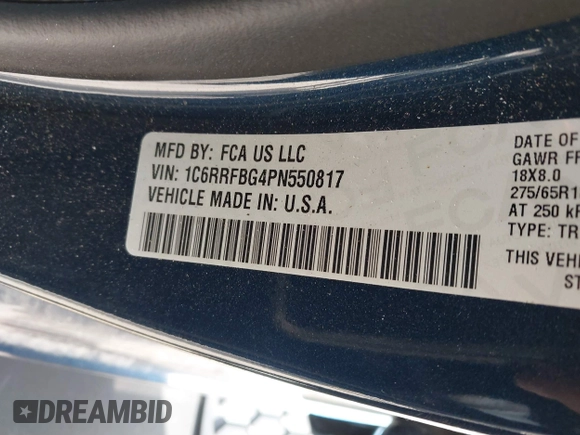 MFD BY: FCA US LLC
VIN: 1C6RRFBG4PN550817
VEHICLE MADE IN: U.S.A.
DATE OF
GAWR FR
18X8.0
275/65R1
AT 250 kP
TYPE: TR
THIS VEHI
ST
DREAMBID